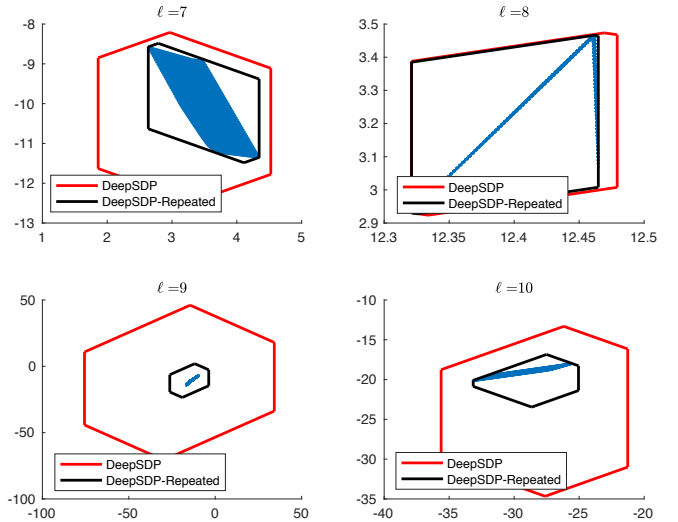 ℓ =7
-8
-9
-10
-11
-12
-13
1 2 3 4 5
DeepSDP
DeepSDP-Repeated
ℓ =8
3.5
3.4
3.3
3.2
3.1
3
2.9
12.3 12.35 12.4 12.45 12.5
DeepSDP
DeepSDP-Repeated
ℓ =9
50
0
-50
-100
-100 -50 0 50
DeepSDP
DeepSDP-Repeated
ℓ =10
-10
-15
-20
-25
-30
-35
-40 -35 -30 -25 -20
DeepSDP
DeepSDP-Repeated